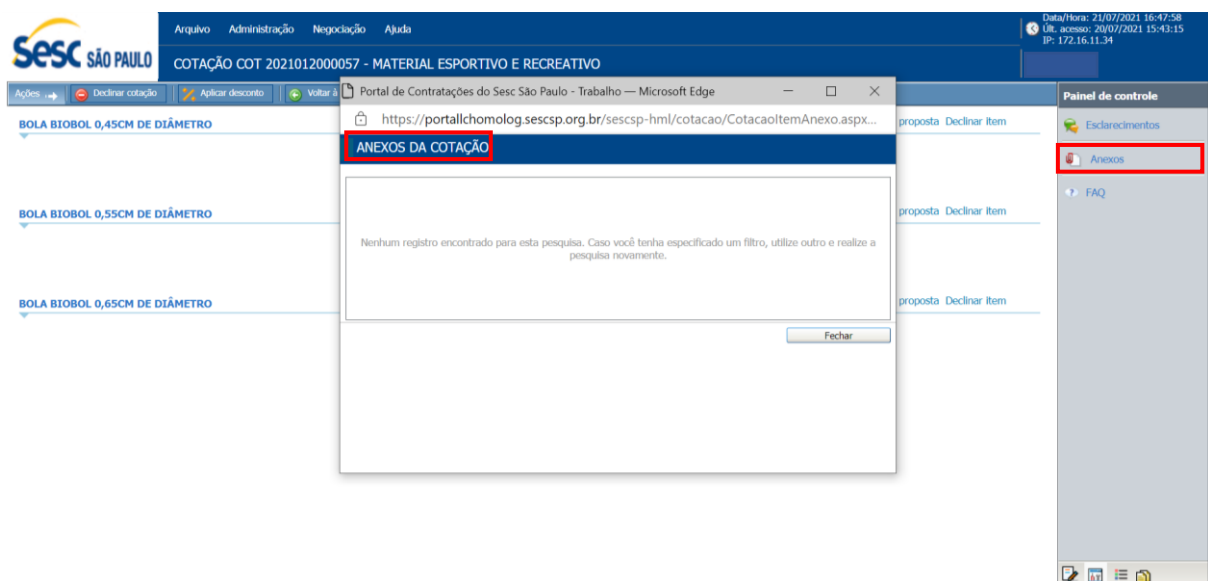 Sesc SÃO PAULO
Arquivo Administração Negociação Ajuda
Data/Hora: 21/07/2021 16:47:58
Últ. acesso: 20/07/2021 15:43:15
IP: 172.16.11.34
COTAÇÃO COT 2021012000057 - MATERIAL ESPORTIVO E RECREATIVO
Ações Declinar cotação Aplicar desconto Voltar à
Portal de Contratações do Sesc São Paulo - Trabalho — Microsoft Edge
https://portallchomolog.sescsp.org.br/sescsp-hml/cotacao/CotacaoItemAnexo.aspx...
ANEXOS DA COTAÇÃO
Nenhum registro encontrado para esta pesquisa. Caso você tenha especificado um filtro, utilize outro e realize a
pesquisa novamente.
Fechar
BOLA BIOBOL 0,45CM DE DIÂMETRO
proposta Declinar item
BOLA BIOBOL 0,55CM DE DIÂMETRO
proposta Declinar item
BOLA BIOBOL 0,65CM DE DIÂMETRO
proposta Declinar item
Painel de controle
Esclarecimentos
Anexos
FAQ